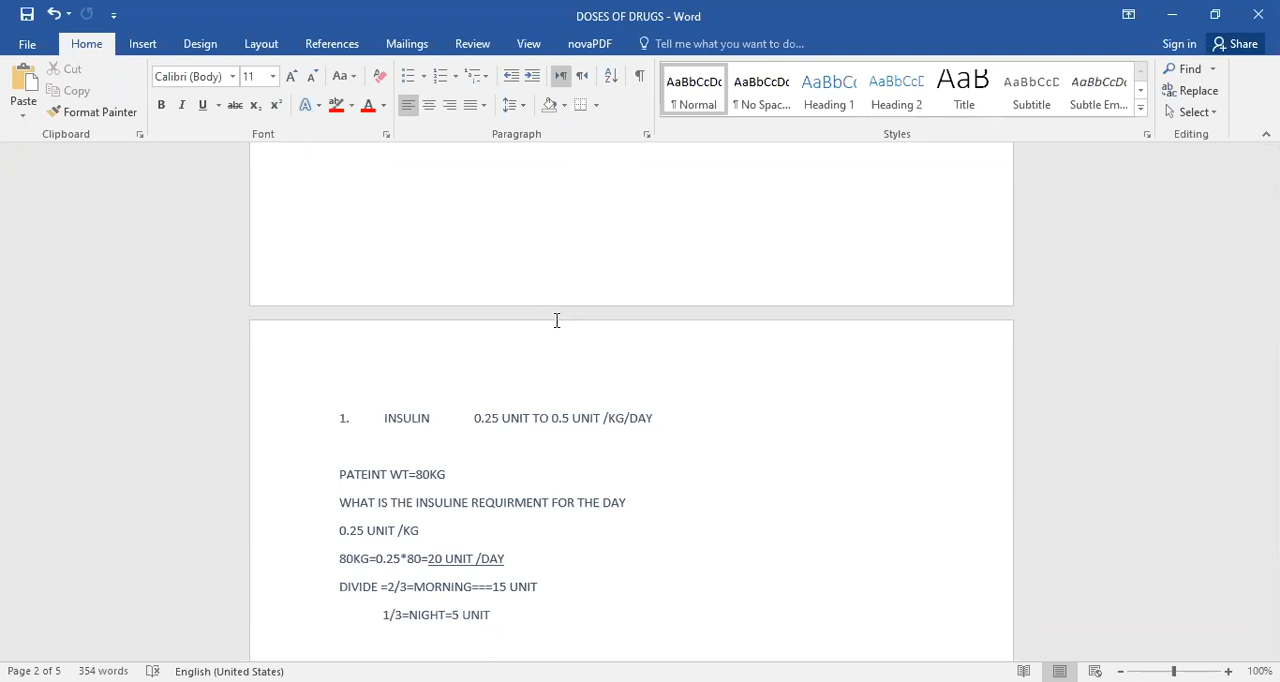 DOSES OF DRUGS - Word
File Home Insert Design Layout References Mailings Review View novaPDF Tell me what you want to do... Sign in Share
Paste
Cut
Copy
Format Painter
Clipboard
Calibri (Body) 11
Font
Paragraph
AaBbCcDc AaBbCcDc AaBbCc AaBbCcD AaB AaBbCcD AaBbCcDc
¶ Normal ¶ No Spac... Heading 1 Heading 2 Title Subtitle Subtle Em...
Styles
Find
Replace
Select
Editing
1. INSULIN 0.25 UNIT TO 0.5 UNIT /KG/DAY
PATEINT WT=80KG
WHAT IS THE INSULINE REQUIRMENT FOR THE DAY
0.25 UNIT /KG
80KG=0.25*80=20 UNIT /DAY
DIVIDE =2/3=MORNING===15 UNIT
1/3=NIGHT=5 UNIT
Page 2 of 5 354 words English (United States) 100%